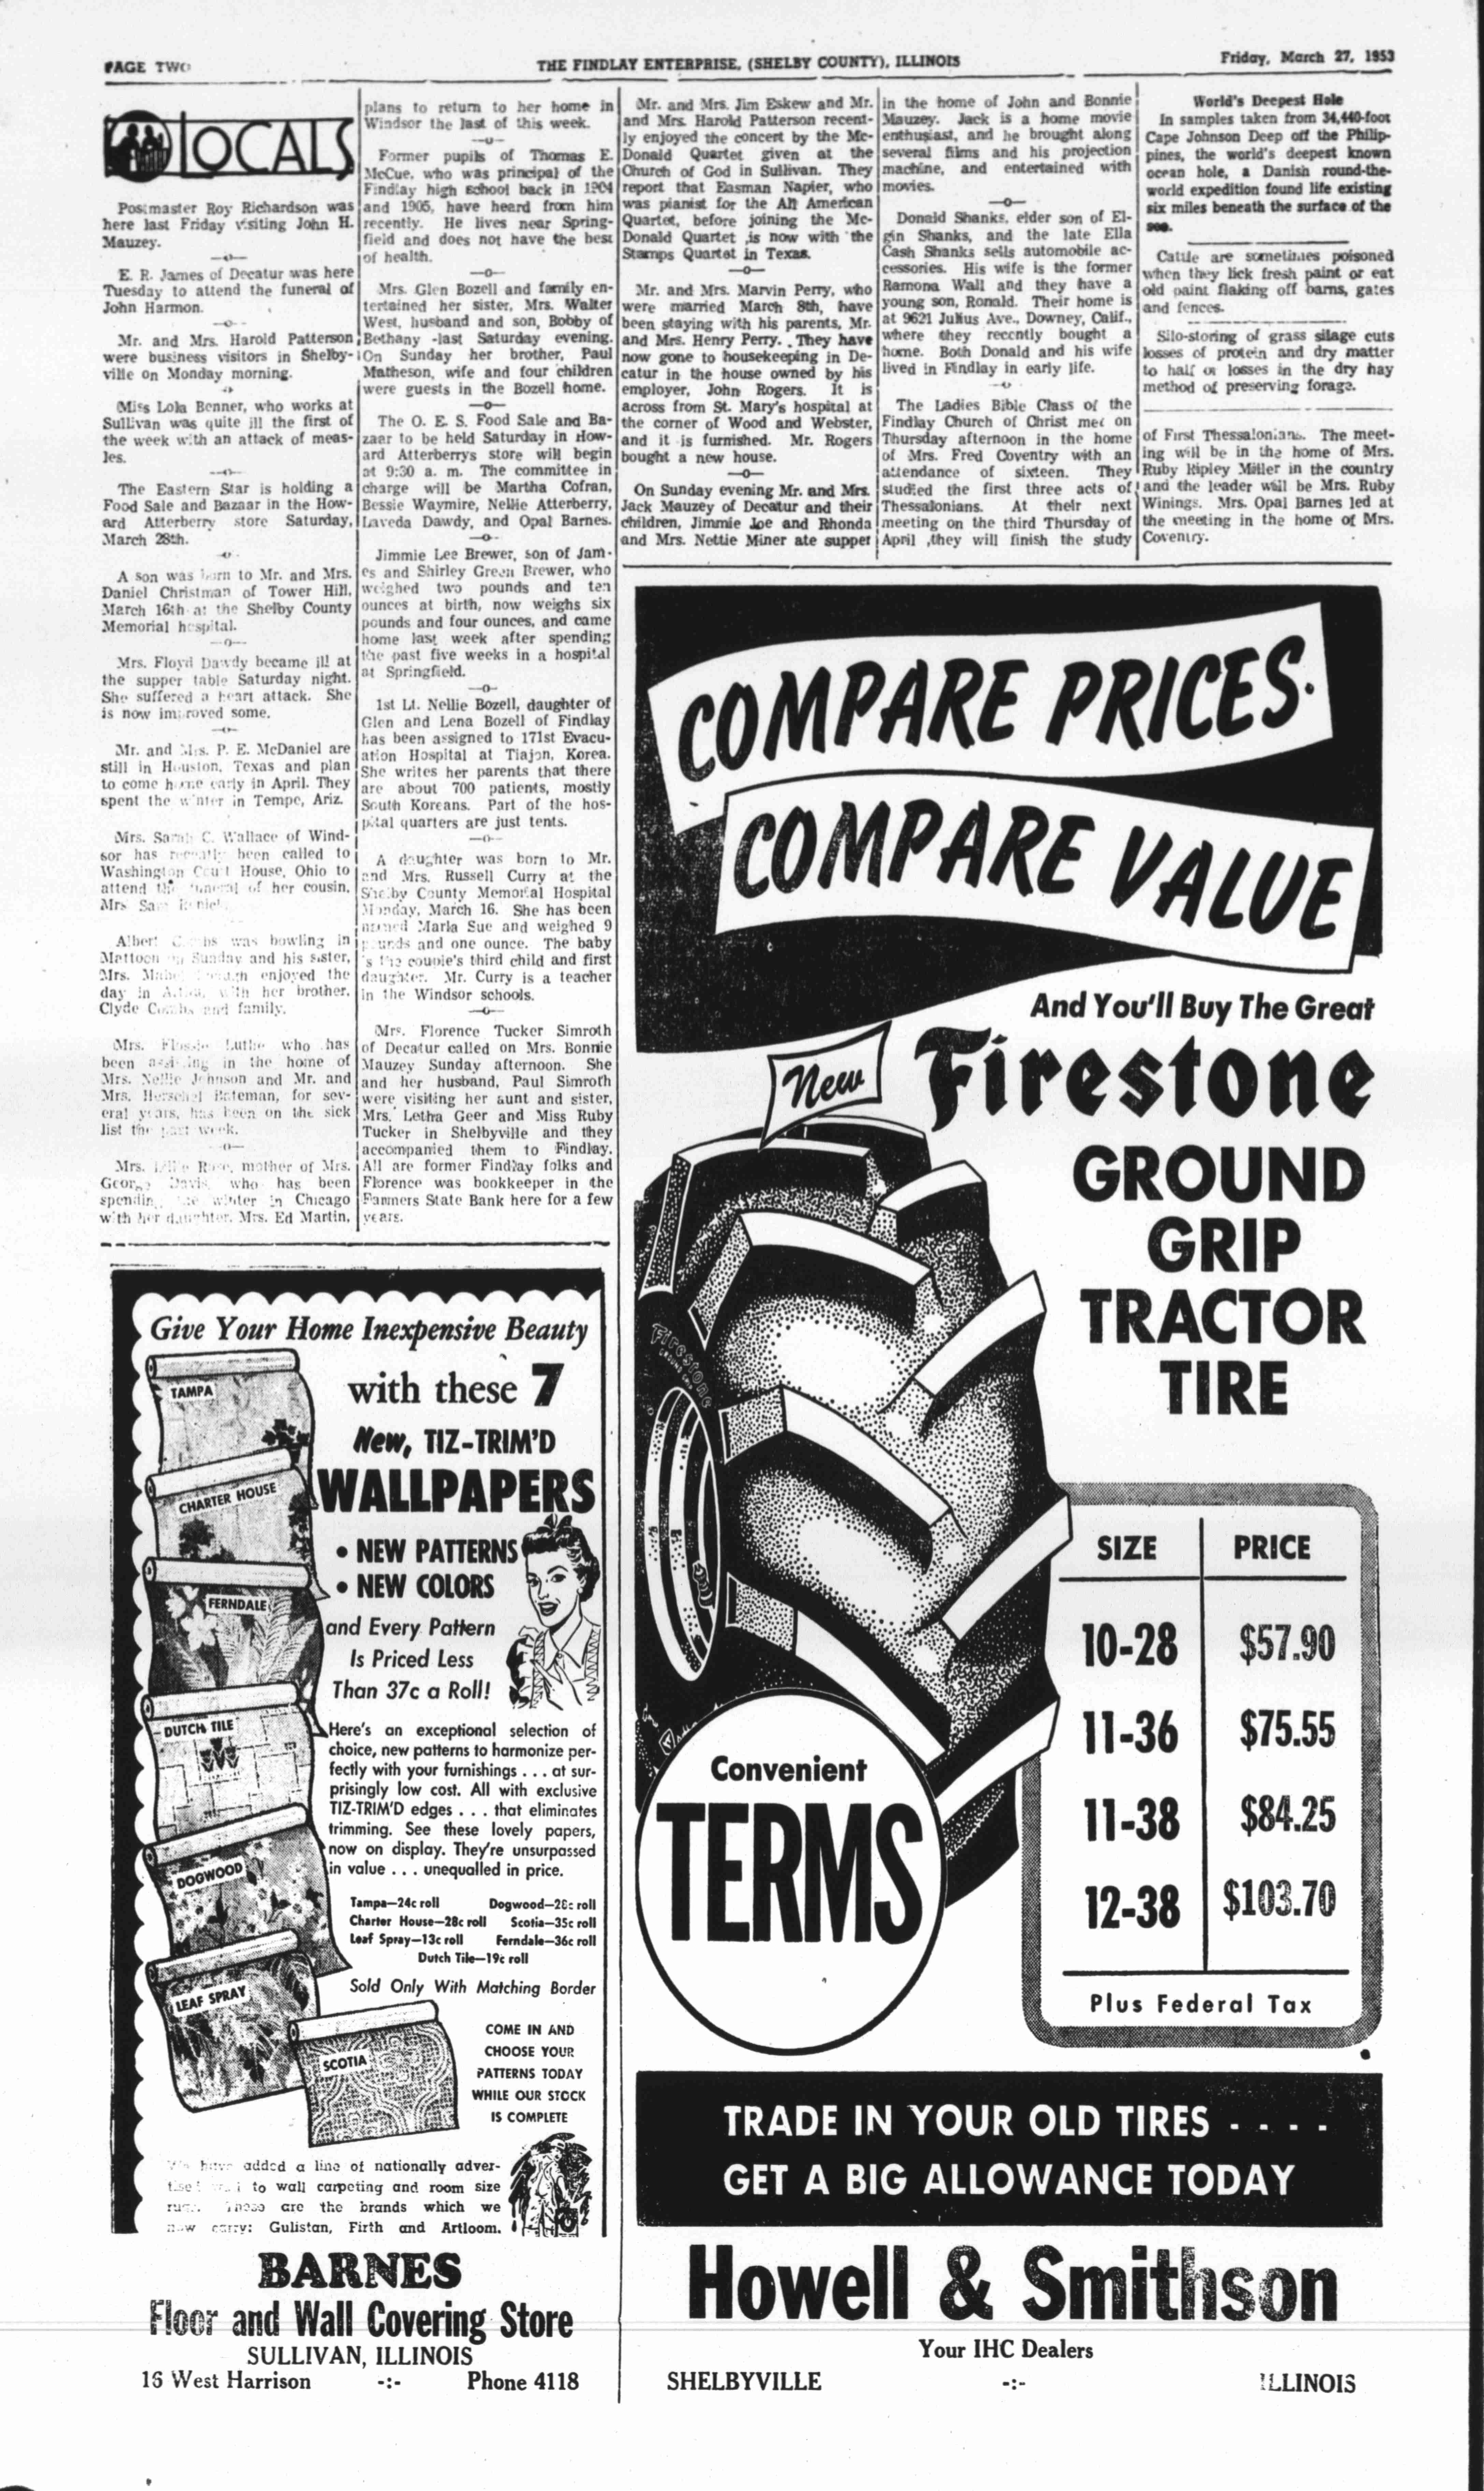 PAGE TWO
THE FINDLAY ENTERPRISE, (SHELBY COUNTY), ILLINOIS
Friday, March 27, 1953
LOCALS
Postmaster Roy Richardson was
here last Friday visiting John H.
Mauzey.
—o—
E. R. James of Decatur was here
Tuesday to attend the funeral of
John Harmon.
—o—
Mr. and Mrs. Harold Patterson
were business visitors in Shelby-
ville on Monday morning.
Miss Lola Benner, who works at
Sullivan was quite ill the first of
the week with an attack of meas-
les.
—o—
The Eastern Star is holding a
Food Sale and Bazaar in the How-
ard Atterberry store Saturday,
March 28th.
A son was born to Mr. and Mrs.
Daniel Christman of Tower Hill,
March 16th at the Shelby County
Memorial hospital.
—o—
Mrs. Floyd Dawdy became ill at
the supper table Saturday night.
She suffered a heart attack. She
is now improved some.
—o—
Mr. and Mrs. P. E. McDaniel are
still in Houston, Texas and plan
to come home early in April. They
spent the winter in Tempe, Ariz.
Mrs. Sarah C. Wallace of Wind-
sor has recently been called to
Washington Court House, Ohio to
attend the funeral of her cousin,
Mrs Sam
Albert Combs was bowling in
Mattoon on Sunday and his sister,
Mrs. enjoyed the
day in with her brother,
Clyde Combs and family.
Mrs. Flossie Luthe who has
been assisting in the home of
Mrs. Nellie Johnson and Mr. and
Mrs. Herschel Bateman, for sev-
eral years, has been on the sick
list the past week.
—o—
Mrs. Rose, mother of Mrs.
George Davis, who has been
spending the winter in Chicago
with her daughter, Mrs. Ed Martin,
plans to return to her home in
Windsor the last of this week.
—o—
Former pupils of Thomas E.
McCue, who was principal of the
Findlay high school back in 1904
and 1905, have heard from him
recently. He lives near Spring-
field and does not have the best
of health.
—o—
Mrs. Glen Bozell and family en-
tertained her sister, Mrs. Walter
West, husband and son, Bobby of
Bethany -last Saturday evening.
On Sunday her brother, Paul
Matheson, wife and four children
were guests in the Bozell home.
—o—
The O. E. S. Food Sale and Ba-
zaar to be held Saturday in How-
ard Atterberrys store will begin
at 9:30 a. m. The committee in
charge will be Martha Cofran,
Bessie Waymire, Nellie Atterberry,
Laveda Dawdy, and Opal Barnes.
—o—
Jimmie Lee Brewer, son of Jam-
es and Shirley Green Brewer, who
weighed two pounds and ten
ounces at birth, now weighs six
pounds and four ounces, and came
home last week after spending
the past five weeks in a hospital
at Springfield.
—o—
1st Lt. Nellie Bozell, daughter of
Glen and Lena Bozell of Findlay
has been assigned to 171st Evacu-
ation Hospital at Tiajon, Korea.
She writes her parents that there
are about 700 patients, mostly
South Koreans. Part of the hos-
pital quarters are just tents.
—o—
A daughter was born to Mr.
and Mrs. Russell Curry at the
Shelby County Memorial Hospital
Monday, March 16. She has been
named Marla Sue and weighed 9
pounds and one ounce. The baby
's the couple's third child and first
daughter. Mr. Curry is a teacher
in the Windsor schools.
—o—
Mrs. Florence Tucker Simroth
of Decatur called on Mrs. Bonnie
Mauzey Sunday afternoon. She
and her husband, Paul Simroth
were visiting her aunt and sister,
Mrs. Letha Geer and Miss Ruby
Tucker in Shelbyville and they
accompanied them to Findlay.
All are former Findlay folks and
Florence was bookkeeper in the
Farmers State Bank here for a few
years.
Mr. and Mrs. Jim Eskew and Mr.
and Mrs. Harold Patterson recent-
ly enjoyed the concert by the Mc-
Donald Quartet given at the
Church of God in Sullivan. They
report that Easman Napier, who
was pianist for the All American
Quartet, before joining the Mc-
Donald Quartet ,is now with the
Stamps Quartet in Texas.
—o—
Mr. and Mrs. Marvin Perry, who
were married March 8th, have
been staying with his parents, Mr.
and Mrs. Henry Perry. . They have
now gone to housekeeping in De-
catur in the house owned by his
employer, John Rogers. It is
across from St. Mary's hospital at
the corner of Wood and Webster,
and it is furnished. Mr. Rogers
bought a new house.
—o—
On Sunday evening Mr. and Mrs.
Jack Mauzey of Decatur and their
children, Jimmie Joe and Rhonda
and Mrs. Nettie Miner ate supper
in the home of John and Bonnie
Mauzey. Jack is a home movie
enthusiast, and he brought along
several films and his projection
machine, and entertained with
movies.
—o—
Donald Shanks, elder son of El-
gin Shanks, and the late Ella
Cash Shanks sells automobile ac-
cessories. His wife is the former
Ramona Wall and they have a
young son, Ronald. Their home is
at 9621 Julius Ave., Downey, Calif.,
where they recently bought a
home. Both Donald and his wife
lived in Findlay in early life.
—o
The Ladies Bible Class of the
Findlay Church of Christ met on
Thursday afternoon in the home
of Mrs. Fred Coventry with an
attendance of sixteen. They
studied the first three acts of
Thessalonians. At their next
meeting on the third Thursday of
April ,they will finish the study
World's Deepest Hole
In samples taken from 34,440-foot
Cape Johnson Deep off the Philip-
pines, the world's deepest known
ocean hole, a Danish round-the-
world expedition found life existing
six miles beneath the surface of the
sea.
Cattle are sometimes poisoned
when they lick fresh paint or eat
old paint flaking off barns, gates
and fences.
Silo-storing of grass silage cuts
losses of protein and dry matter
to half or losses in the dry hay
method of preserving forage.
of First Thessalonians. The meet-
ing will be in the home of Mrs.
Ruby Ripley Miller in the country
and the leader will be Mrs. Ruby
Winings. Mrs. Opal Barnes led at
the meeting in the home of Mrs.
Coventry.
Give Your Home Inexpensive Beauty
with these 7
New, TIZ-TRIM'D
WALLPAPERS
• NEW PATTERNS
• NEW COLORS
and Every Pattern
Is Priced Less
Than 37c a Roll!
TAMPA
CHARTER HOUSE
FERNDALE
DUTCH TILE
DOGWOOD
LEAF SPRAY
SCOTIA
Here's an exceptional selection of
choice, new patterns to harmonize per-
fectly with your furnishings . . . at sur-
prisingly low cost. All with exclusive
TIZ-TRIM'D edges . . . that eliminates
trimming. See these lovely papers,
now on display. They're unsurpassed
in value . . . unequalled in price.
Tampa—24c roll Dogwood—28c roll
Charter House—28c roll Scotia—35c roll
Leaf Spray—13c roll Ferndale—36c roll
Dutch Tile—19c roll
Sold Only With Matching Border
COME IN AND
CHOOSE YOUR
PATTERNS TODAY
WHILE OUR STOCK
IS COMPLETE
We have added a line of nationally adver-
tised wall to wall carpeting and room size
rugs. These are the brands which we
now carry: Gulistan, Firth and Artloom.
BARNES
Floor and Wall Covering Store
SULLIVAN, ILLINOIS
16 West Harrison -:- Phone 4118
COMPARE PRICES
COMPARE VALUE
And You'll Buy The Great
New Firestone
GROUND
GRIP
TRACTOR
TIRE
Firestone
SIZE PRICE
10-28 $57.90
11-36 $75.55
11-38 $84.25
12-38 $103.70
Plus Federal Tax
Convenient
TERMS
TRADE IN YOUR OLD TIRES - - - -
GET A BIG ALLOWANCE TODAY
Howell & Smithson
Your IHC Dealers
SHELBYVILLE -:- ILLINOIS